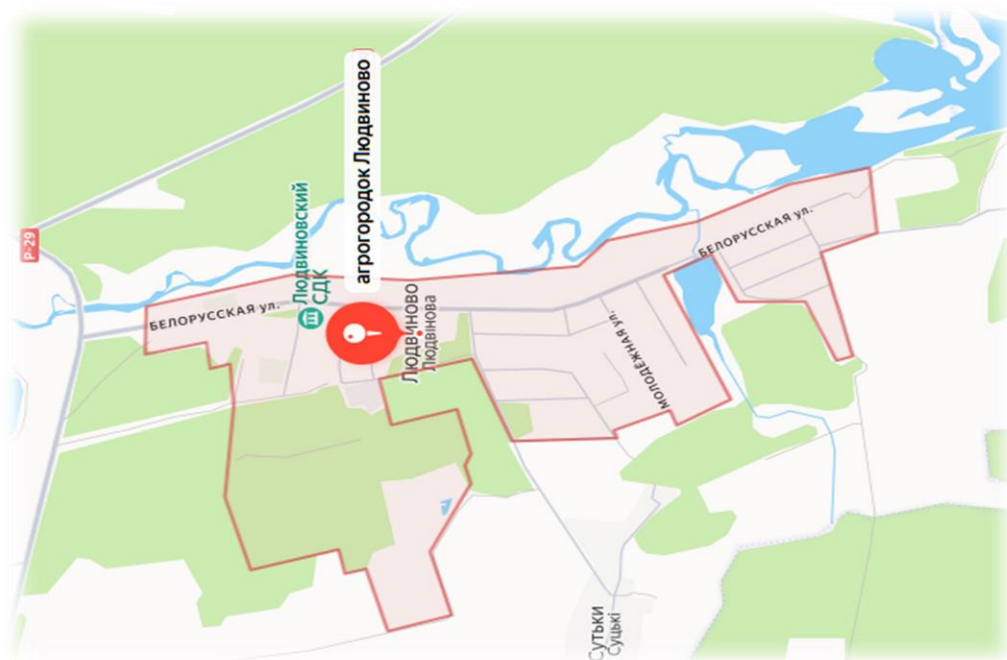 агрогородок Людвиново
Людвиновский
СДК
Р-29
БЕЛОРУССКАЯ ул.
БЕЛОРУССКАЯ ул.
ЛЮДВИНОВО
ЛЮДВІНОВА
МОЛОДЕЖНАЯ УЛ.
Сутьки
Суцькі